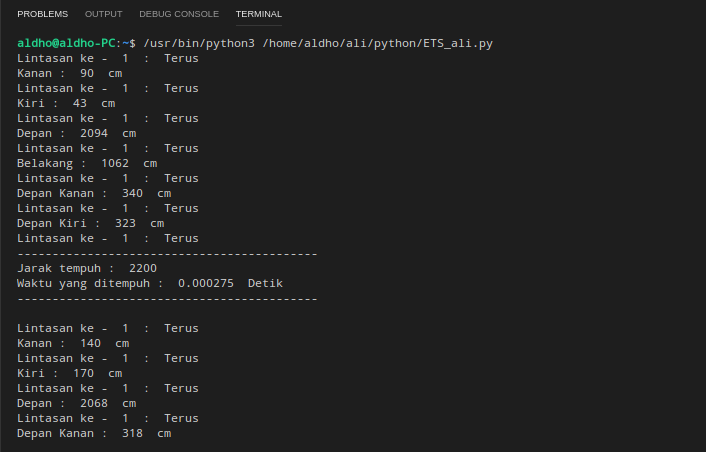 PROBLEMS OUTPUT DEBUG CONSOLE TERMINAL
aldho@aldho-PC:~$ /usr/bin/python3 /home/aldho/ali/python/ETS_ali.py
Lintasan ke -  1  :  Terus
Kanan :  90  cm
Lintasan ke -  1  :  Terus
Kiri :  43  cm
Lintasan ke -  1  :  Terus
Depan :  2094  cm
Lintasan ke -  1  :  Terus
Belakang :  1062  cm
Lintasan ke -  1  :  Terus
Depan Kanan :  340  cm
Lintasan ke -  1  :  Terus
Depan Kiri :  323  cm
Lintasan ke -  1  :  Terus
-------------------------------------------
Jarak tempuh :  2200
Waktu yang ditempuh :  0.000275  Detik
-------------------------------------------
Lintasan ke -  1  :  Terus
Kanan :  140  cm
Lintasan ke -  1  :  Terus
Kiri :  170  cm
Lintasan ke -  1  :  Terus
Depan :  2068  cm
Lintasan ke -  1  :  Terus
Depan Kanan :  318  cm